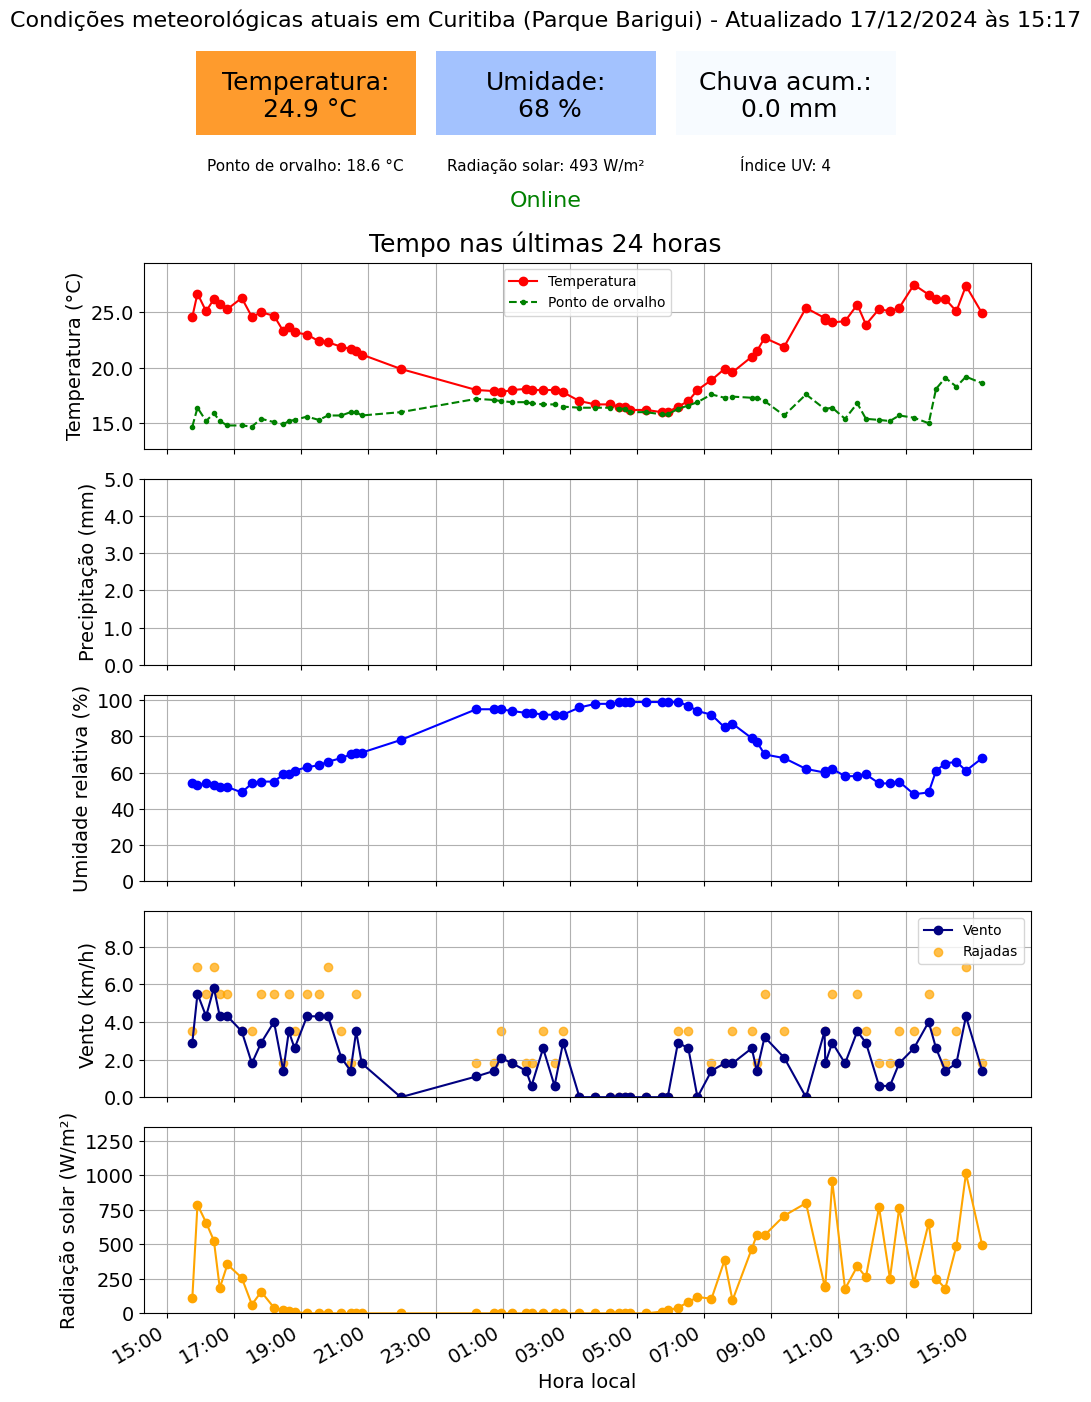 Condições meteorológicas atuais em Curitiba (Parque Barigui) - Atualizado 17/12/2024 às 15:17
Temperatura:
24.9 °C
Umidade:
68 %
Chuva acum.:
0.0 mm
Ponto de orvalho: 18.6 °C
Radiação solar: 493 W/m²
Índice UV: 4
Online
Tempo nas últimas 24 horas
Temperatura (°C)
25.0
20.0
15.0
Temperatura
Ponto de orvalho
Precipitação (mm)
5.0
4.0
3.0
2.0
1.0
0.0
Umidade relativa (%)
100
80
60
40
20
0
Vento (km/h)
8.0
6.0
4.0
2.0
0.0
Vento
Rajadas
Radiação solar (W/m²)
1250
1000
750
500
250
0
15:00
17:00
19:00
21:00
23:00
01:00
03:00
05:00
07:00
09:00
11:00
13:00
15:00
Hora local